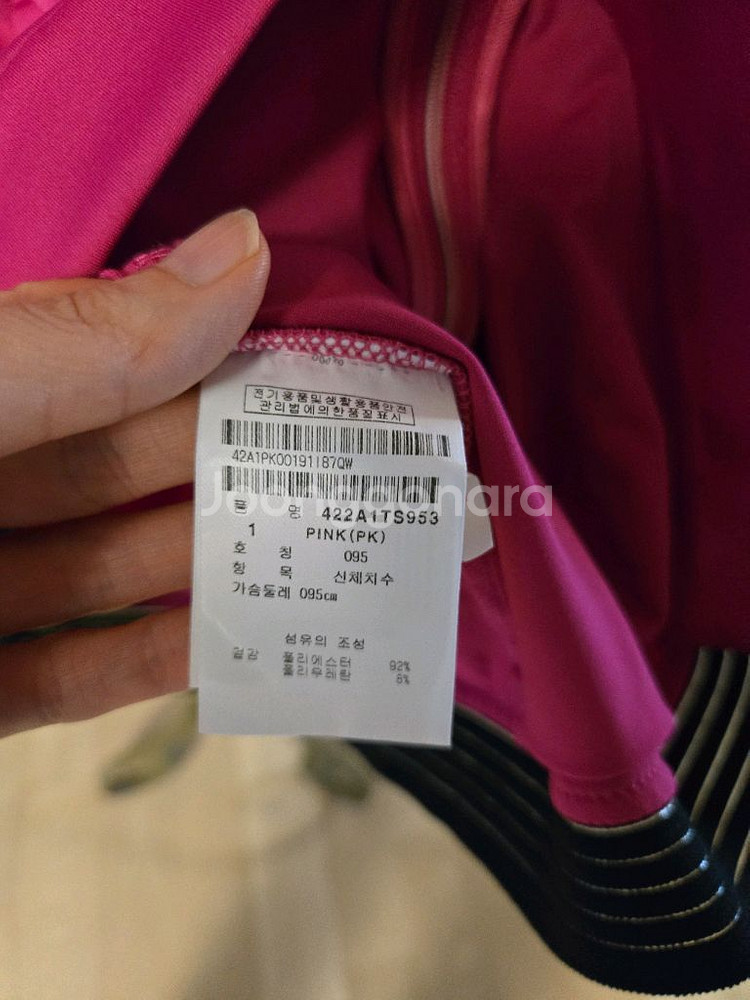 전기용품및생활용품안전
관리법에의한품질표시
42A1PK00191187QW
Joonggonara
품 명 422A1TS953
1 PINK(PK)
호 칭 095
항 목 신체치수
가슴둘레 095cm
섬유의 조성
겉감 폴리에스터 92%
폴리우레탄 8%